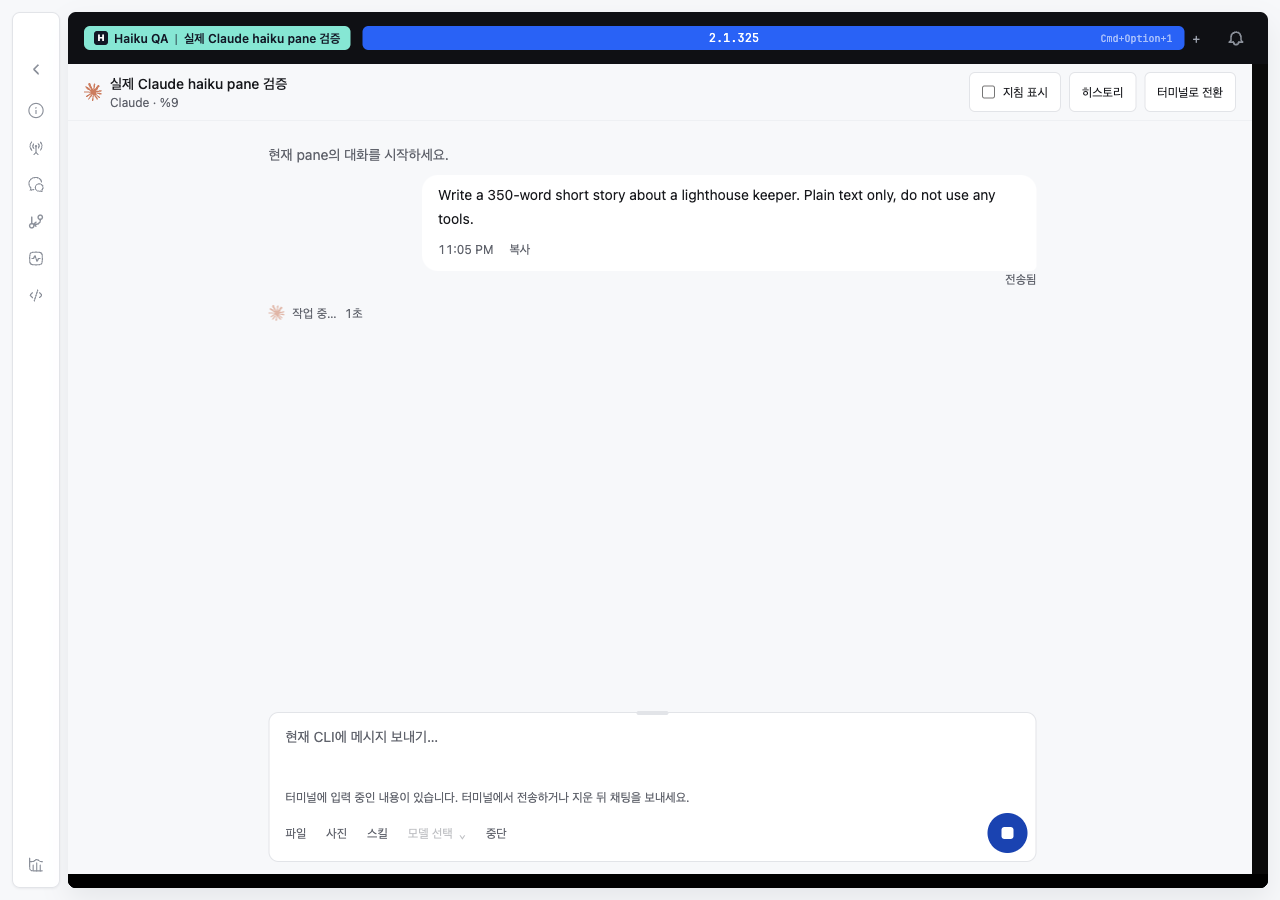 H Haiku QA | 실제 Claude haiku pane 검증
2.1.325
Cmd+Option+1
+
실제 Claude haiku pane 검증
Claude · %9
지침 표시
히스토리
터미널로 전환
현재 pane의 대화를 시작하세요.
Write a 350-word short story about a lighthouse keeper. Plain text only, do not use any
tools.
11:05 PM 복사
전송됨
작업 중... 1초
현재 CLI에 메시지 보내기...
터미널에 입력 중인 내용이 있습니다. 터미널에서 전송하거나 지운 뒤 채팅을 보내세요.
파일 사진 스킬 모델 선택 중단